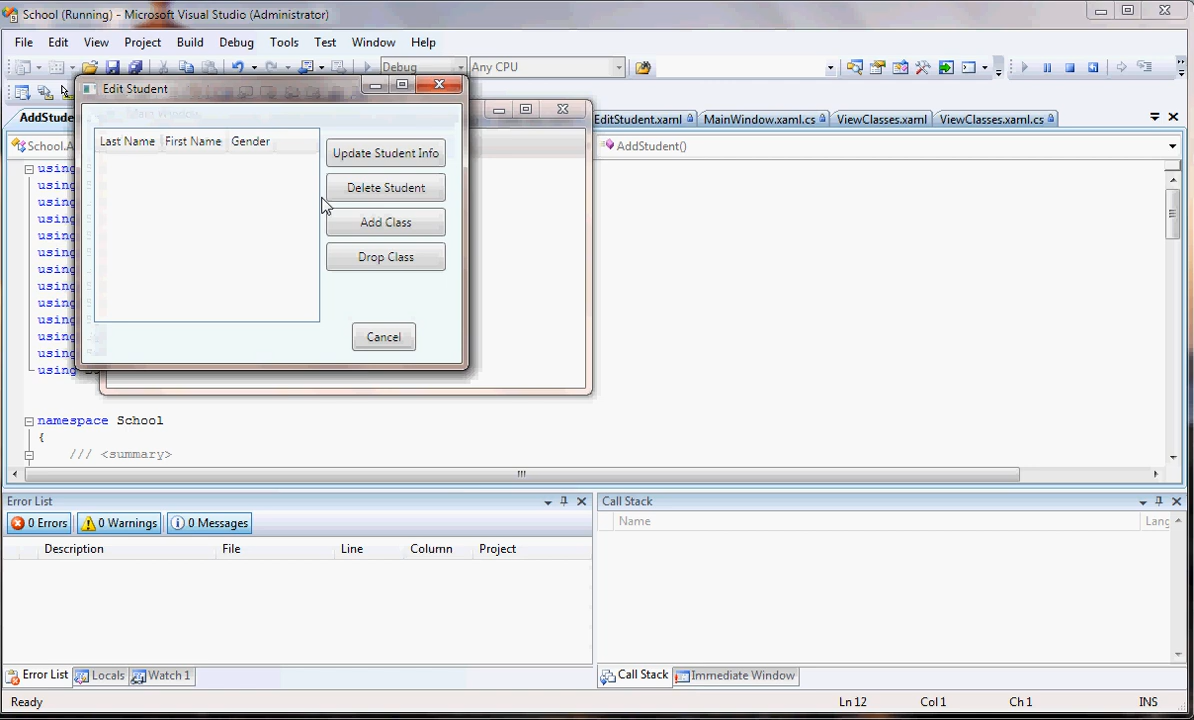 School (Running) - Microsoft Visual Studio (Administrator)
File Edit View Project Build Debug Tools Test Window Help
Debug Any CPU
Edit Student
Main Window
AddStude
EditStudent.xaml MainWindow.xaml.cs ViewClasses.xaml ViewClasses.xaml.cs
School.A
AddStudent()
Last Name First Name Gender
Update Student Info
Delete Student
Add Class
Drop Class
Cancel
using
using
using
using
using
using
using
using
using
using
using
using
using
namespace School
{
/// <summary>
Error List
0 Errors 0 Warnings 0 Messages
Description File Line Column Project
Call Stack
Name Lang
Error List Locals Watch 1
Call Stack Immediate Window
Ready Ln 12 Col 1 Ch 1 INS